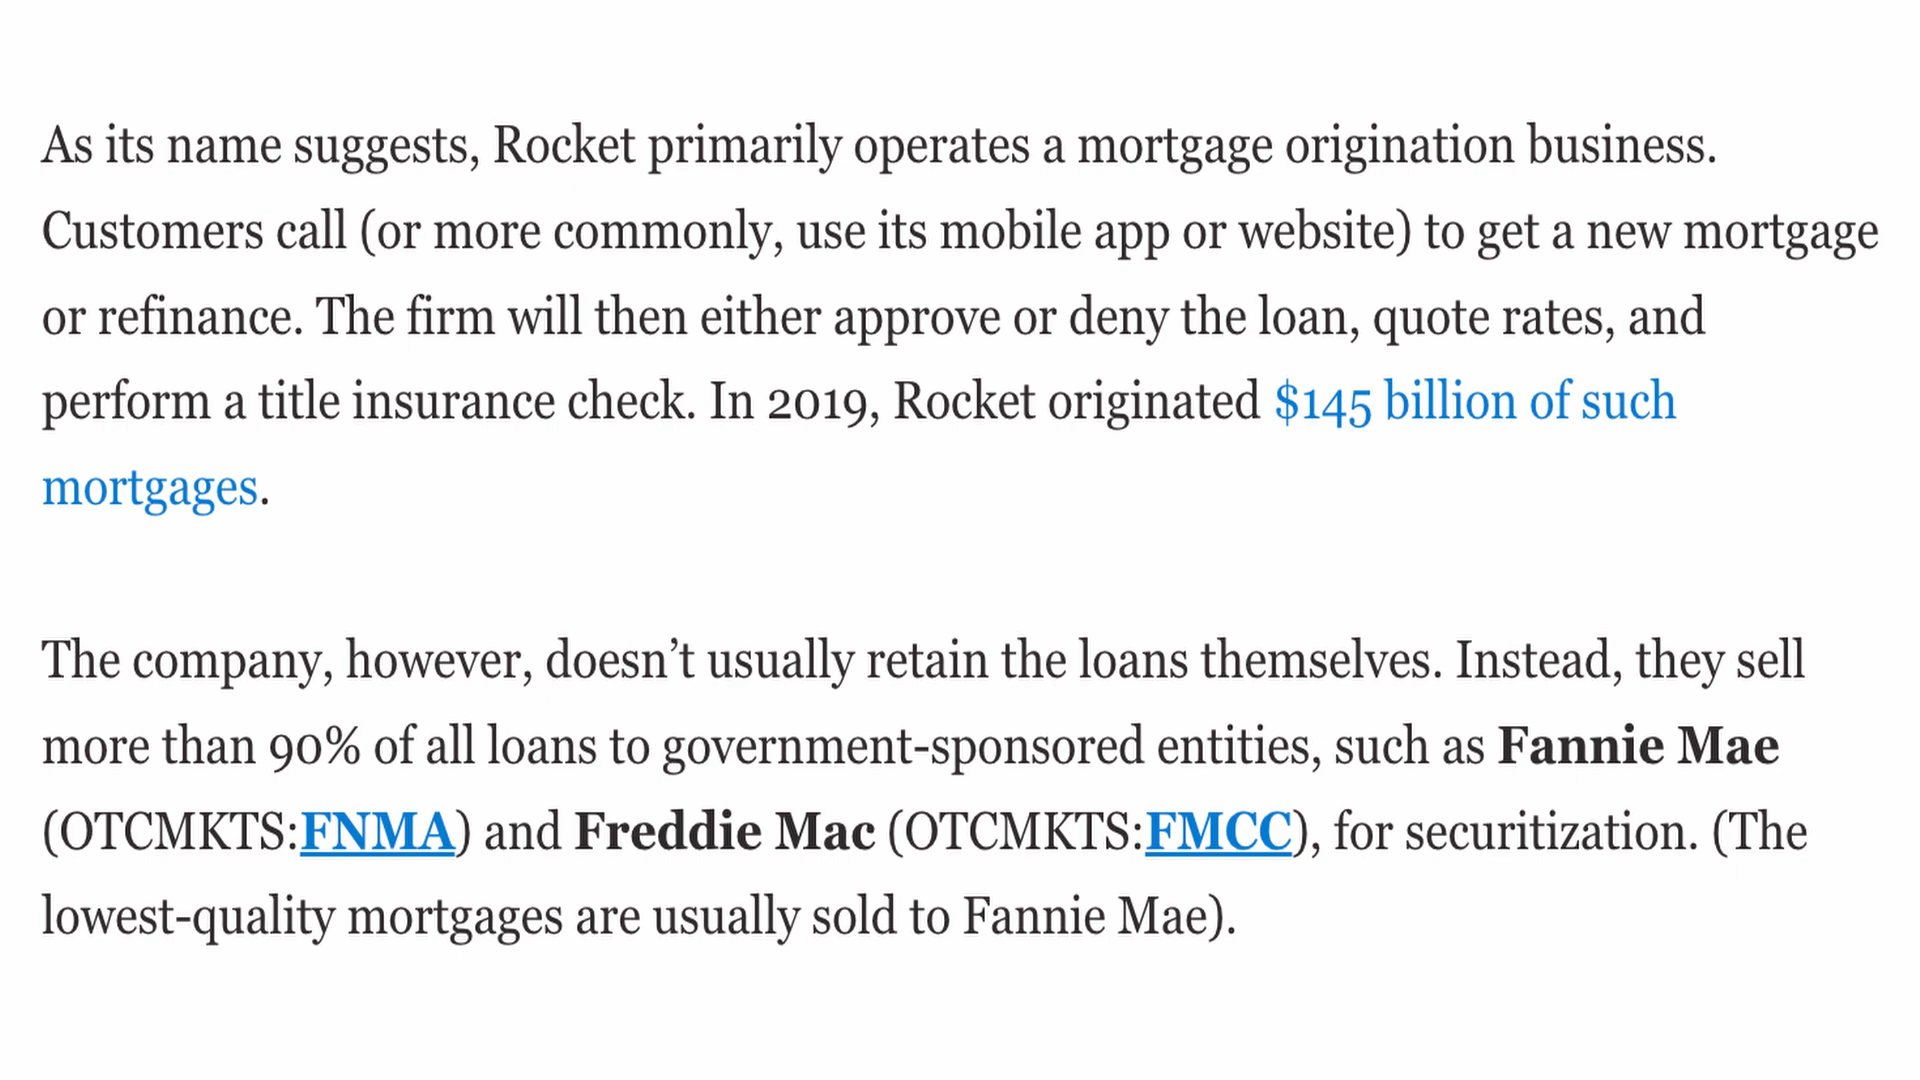 As its name suggests, Rocket primarily operates a mortgage origination business.
Customers call (or more commonly, use its mobile app or website) to get a new mortgage
or refinance. The firm will then either approve or deny the loan, quote rates, and
perform a title insurance check. In 2019, Rocket originated $145 billion of such
mortgages.
The company, however, doesn’t usually retain the loans themselves. Instead, they sell
more than 90% of all loans to government-sponsored entities, such as Fannie Mae
(OTCMKTS:FNMA) and Freddie Mac (OTCMKTS:FMCC), for securitization. (The
lowest-quality mortgages are usually sold to Fannie Mae).